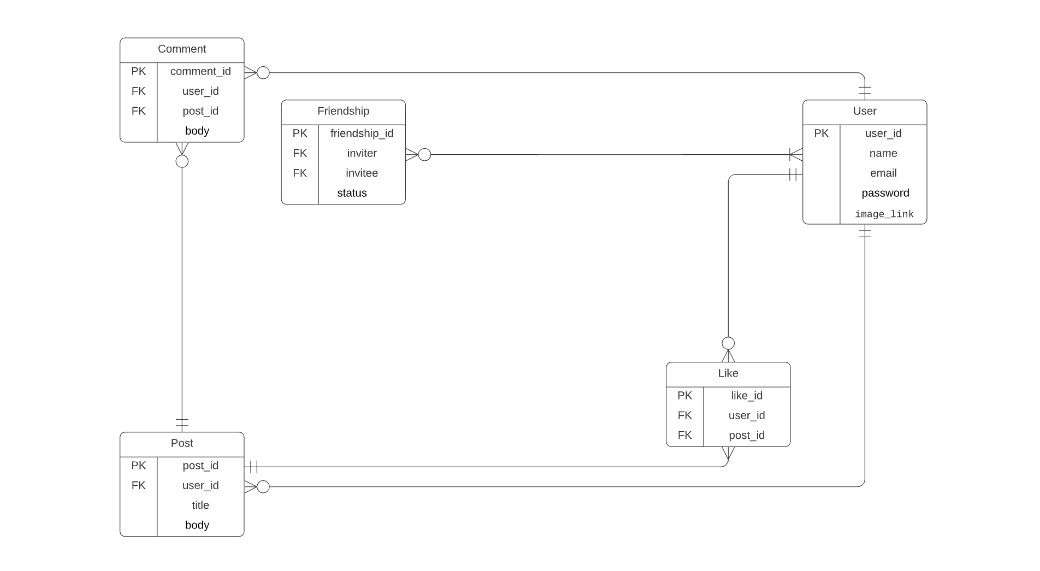 Comment
PK comment_id
FK user_id
FK post_id
body
Friendship
PK friendship_id
FK inviter
FK invitee
status
User
PK user_id
name
email
password
image_link
Like
PK like_id
FK user_id
FK post_id
Post
PK post_id
FK user_id
title
body